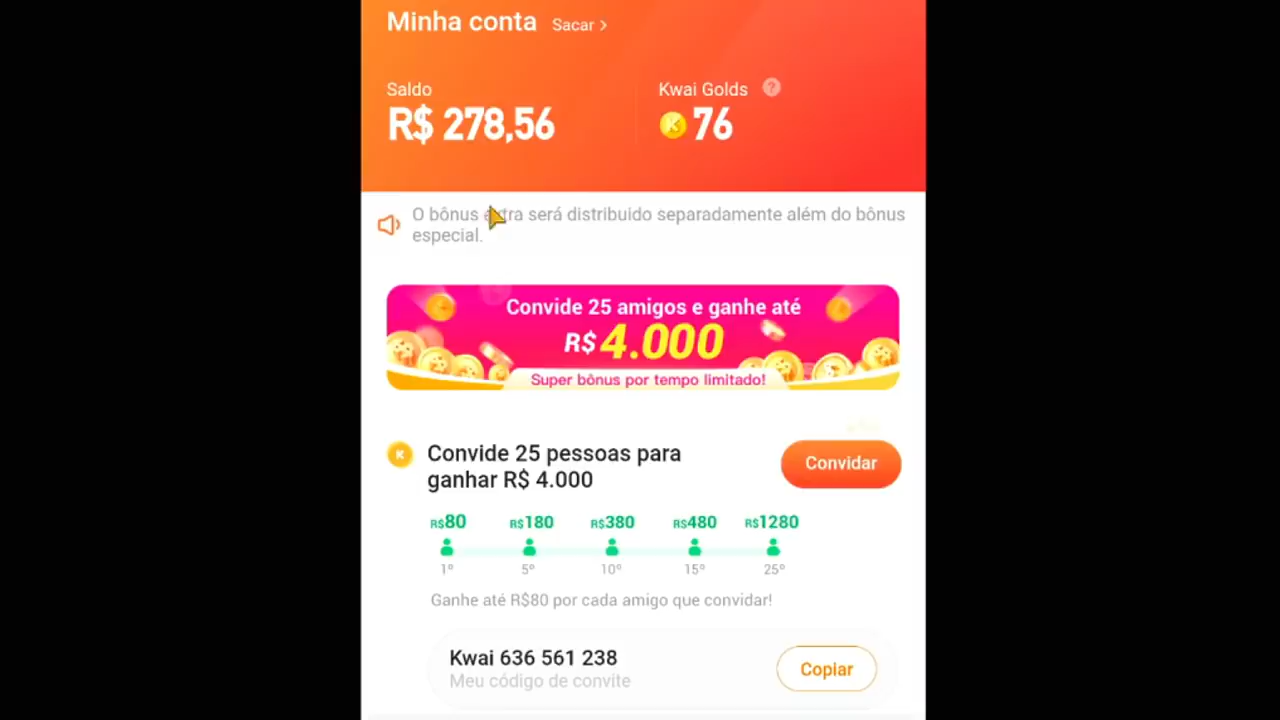 Minha conta Sacar >
Saldo
Kwai Golds ?
R$ 278,56
K 76
O bônus extra será distribuido separadamente além do bônus
especial.
Convide 25 amigos e ganhe até
R$ 4.000
Super bônus por tempo limitado!
K
Convide 25 pessoas para
ganhar R$ 4.000
Convidar
R$80 R$180 R$380 R$480 R$1280
1º 5º 10º 15º 25º
Ganhe até R$80 por cada amigo que convidar!
Kwai 636 561 238
Meu código de convite
Copiar